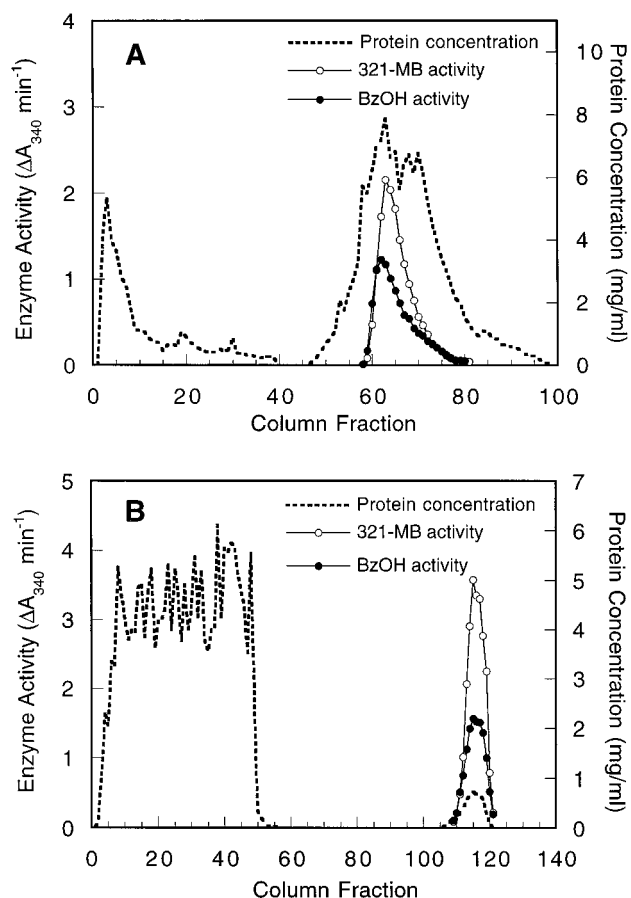 A
Protein concentration
321-MB activity
BzOH activity
Enzyme Activity (ΔA340 min-1)
Protein Concentration (mg/ml)
4
3
2
1
0
10
8
6
4
2
0
0 20 40 60 80 100
Column Fraction
B
Protein concentration
321-MB activity
BzOH activity
Enzyme Activity (ΔA340 min-1)
Protein Concentration (mg/ml)
5
4
3
2
1
0
7
6
5
4
3
2
1
0
0 20 40 60 80 100 120 140
Column Fraction